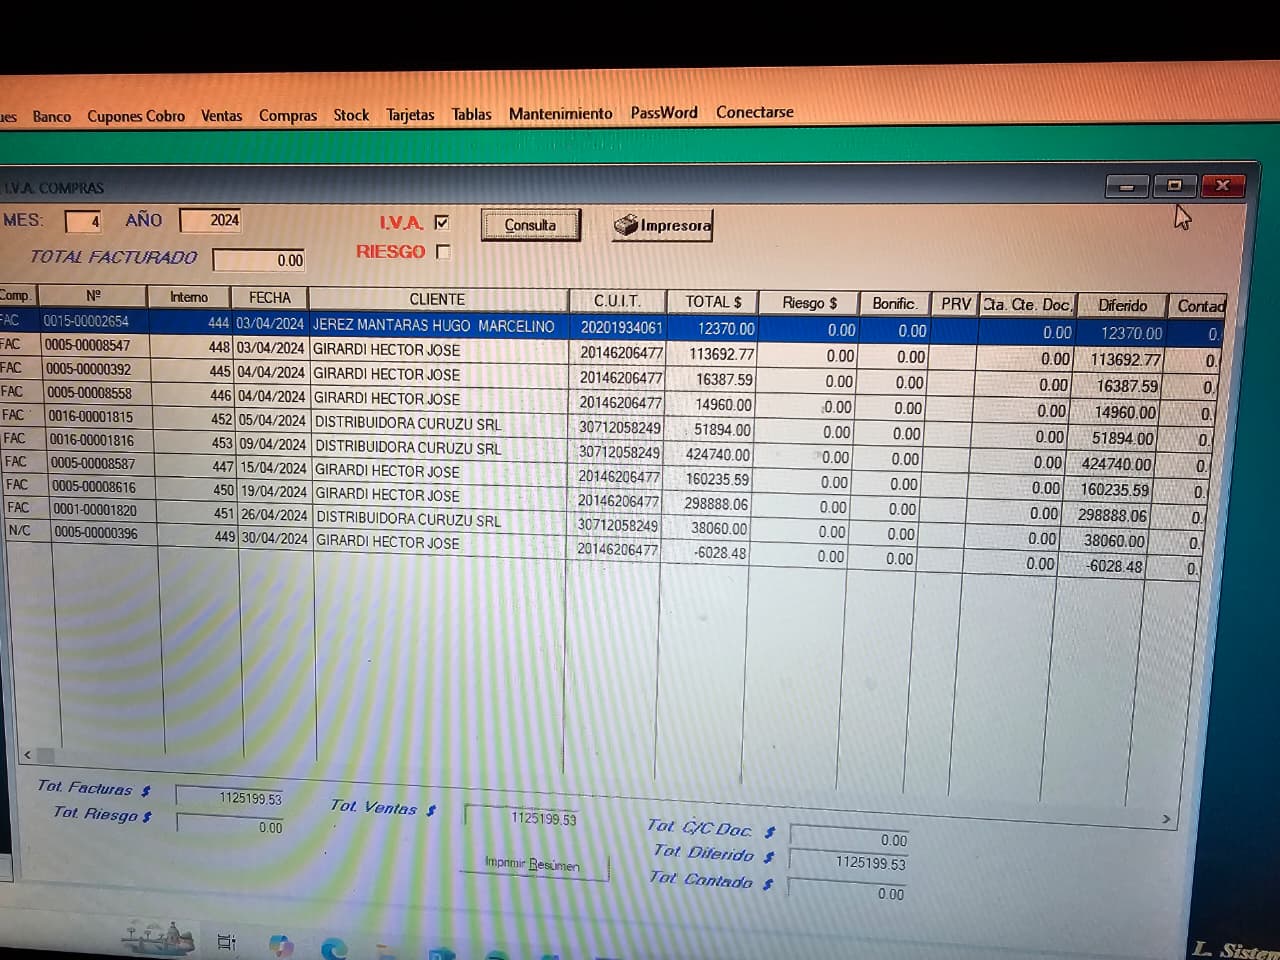 ues Banco Cupones Cobro Ventas Compras Stock Tarjetas Tablas Mantenimiento PassWord Conectarse
I.V.A. COMPRAS
MES: 4 AÑO 2024 I.V.A. Consulta Impresora
TOTAL FACTURADO 0.00 RIESGO
Comp. Nº Interno FECHA CLIENTE C.U.I.T. TOTAL $ Riesgo $ Bonific. PRV Cta. Cte. Doc. Diferido Contad
FAC 0015-00002654 444 03/04/2024 JEREZ MANTARAS HUGO MARCELINO 20201934061 12370.00 0.00 0.00 0.00 12370.00 0.
FAC 0005-00008547 448 03/04/2024 GIRARDI HECTOR JOSE 20146206477 113692.77 0.00 0.00 0.00 113692.77 0.
FAC 0005-00000392 445 04/04/2024 GIRARDI HECTOR JOSE 20146206477 16387.59 0.00 0.00 0.00 16387.59 0.
FAC 0005-00008558 446 04/04/2024 GIRARDI HECTOR JOSE 20146206477 14960.00 0.00 0.00 0.00 14960.00 0.
FAC 0016-00001815 452 05/04/2024 DISTRIBUIDORA CURUZU SRL 30712058249 51894.00 0.00 0.00 0.00 51894.00 0.
FAC 0016-00001816 453 09/04/2024 DISTRIBUIDORA CURUZU SRL 30712058249 424740.00 0.00 0.00 0.00 424740.00 0.
FAC 0005-00008587 447 15/04/2024 GIRARDI HECTOR JOSE 20146206477 160235.59 0.00 0.00 0.00 160235.59 0.
FAC 0005-00008616 450 19/04/2024 GIRARDI HECTOR JOSE 20146206477 298888.06 0.00 0.00 0.00 298888.06 0.
FAC 0001-00001820 451 26/04/2024 DISTRIBUIDORA CURUZU SRL 30712058249 38060.00 0.00 0.00 0.00 38060.00 0.
N/C 0005-00000396 449 30/04/2024 GIRARDI HECTOR JOSE 20146206477 -6028.48 0.00 0.00 0.00 -6028.48 0.
Tot. Facturas $ 1125199.53 Tot. Ventas $ 1125199.53 Tot. C/C Doc. $ 0.00
Tot. Riesgo $ 0.00 Tot. Diferido $ 1125199.53
Imprimir Resúmen Tot. Contado $ 0.00
L. Sistem